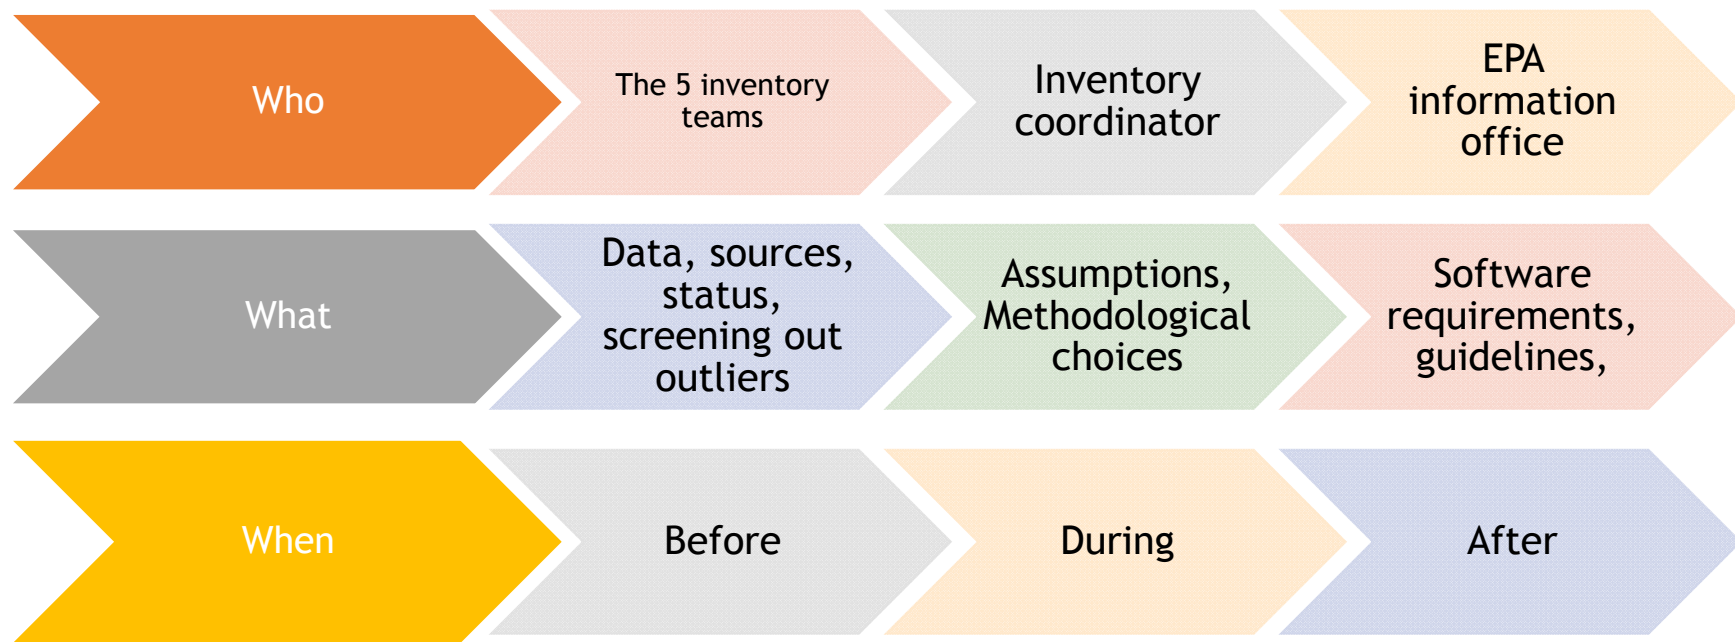 Who
The 5 inventory
teams
Inventory
coordinator
EPA
information
office
What
Data, sources,
status,
screening out
outliers
Assumptions,
Methodological
choices
Software
requirements,
guidelines,
When
Before
During
After